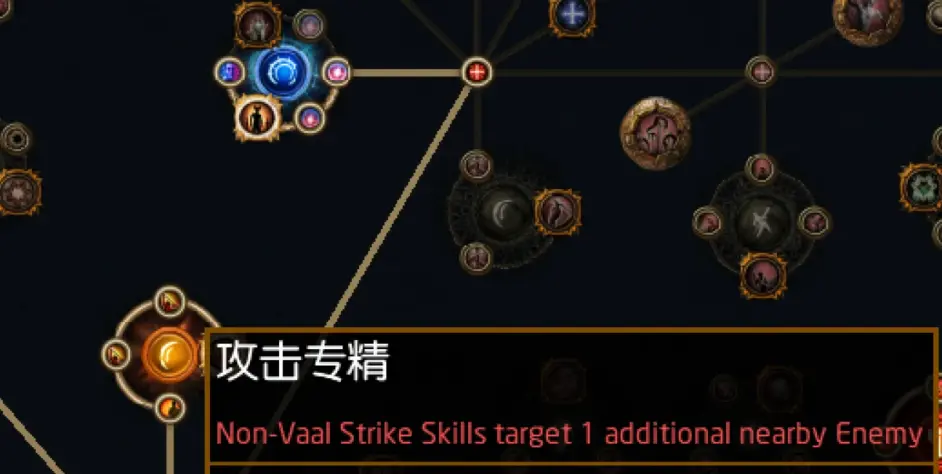 攻击专精
Non-Vaal Strike Skills target 1 additional nearby Enemy